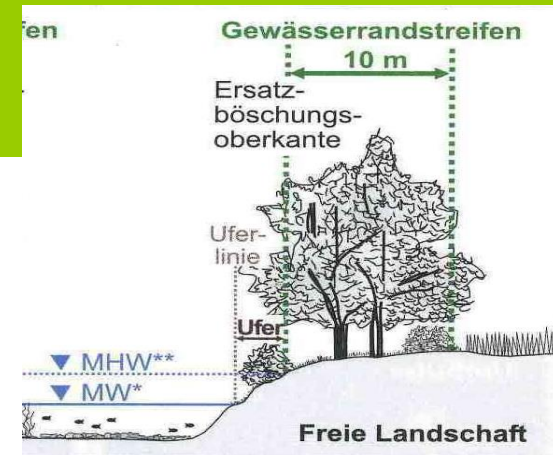 fen
Gewässerrandstreifen
10 m
Ersatz-
böschungs-
oberkante
Ufer-
linie
Ufer
MHW**
MW*
Freie Landschaft